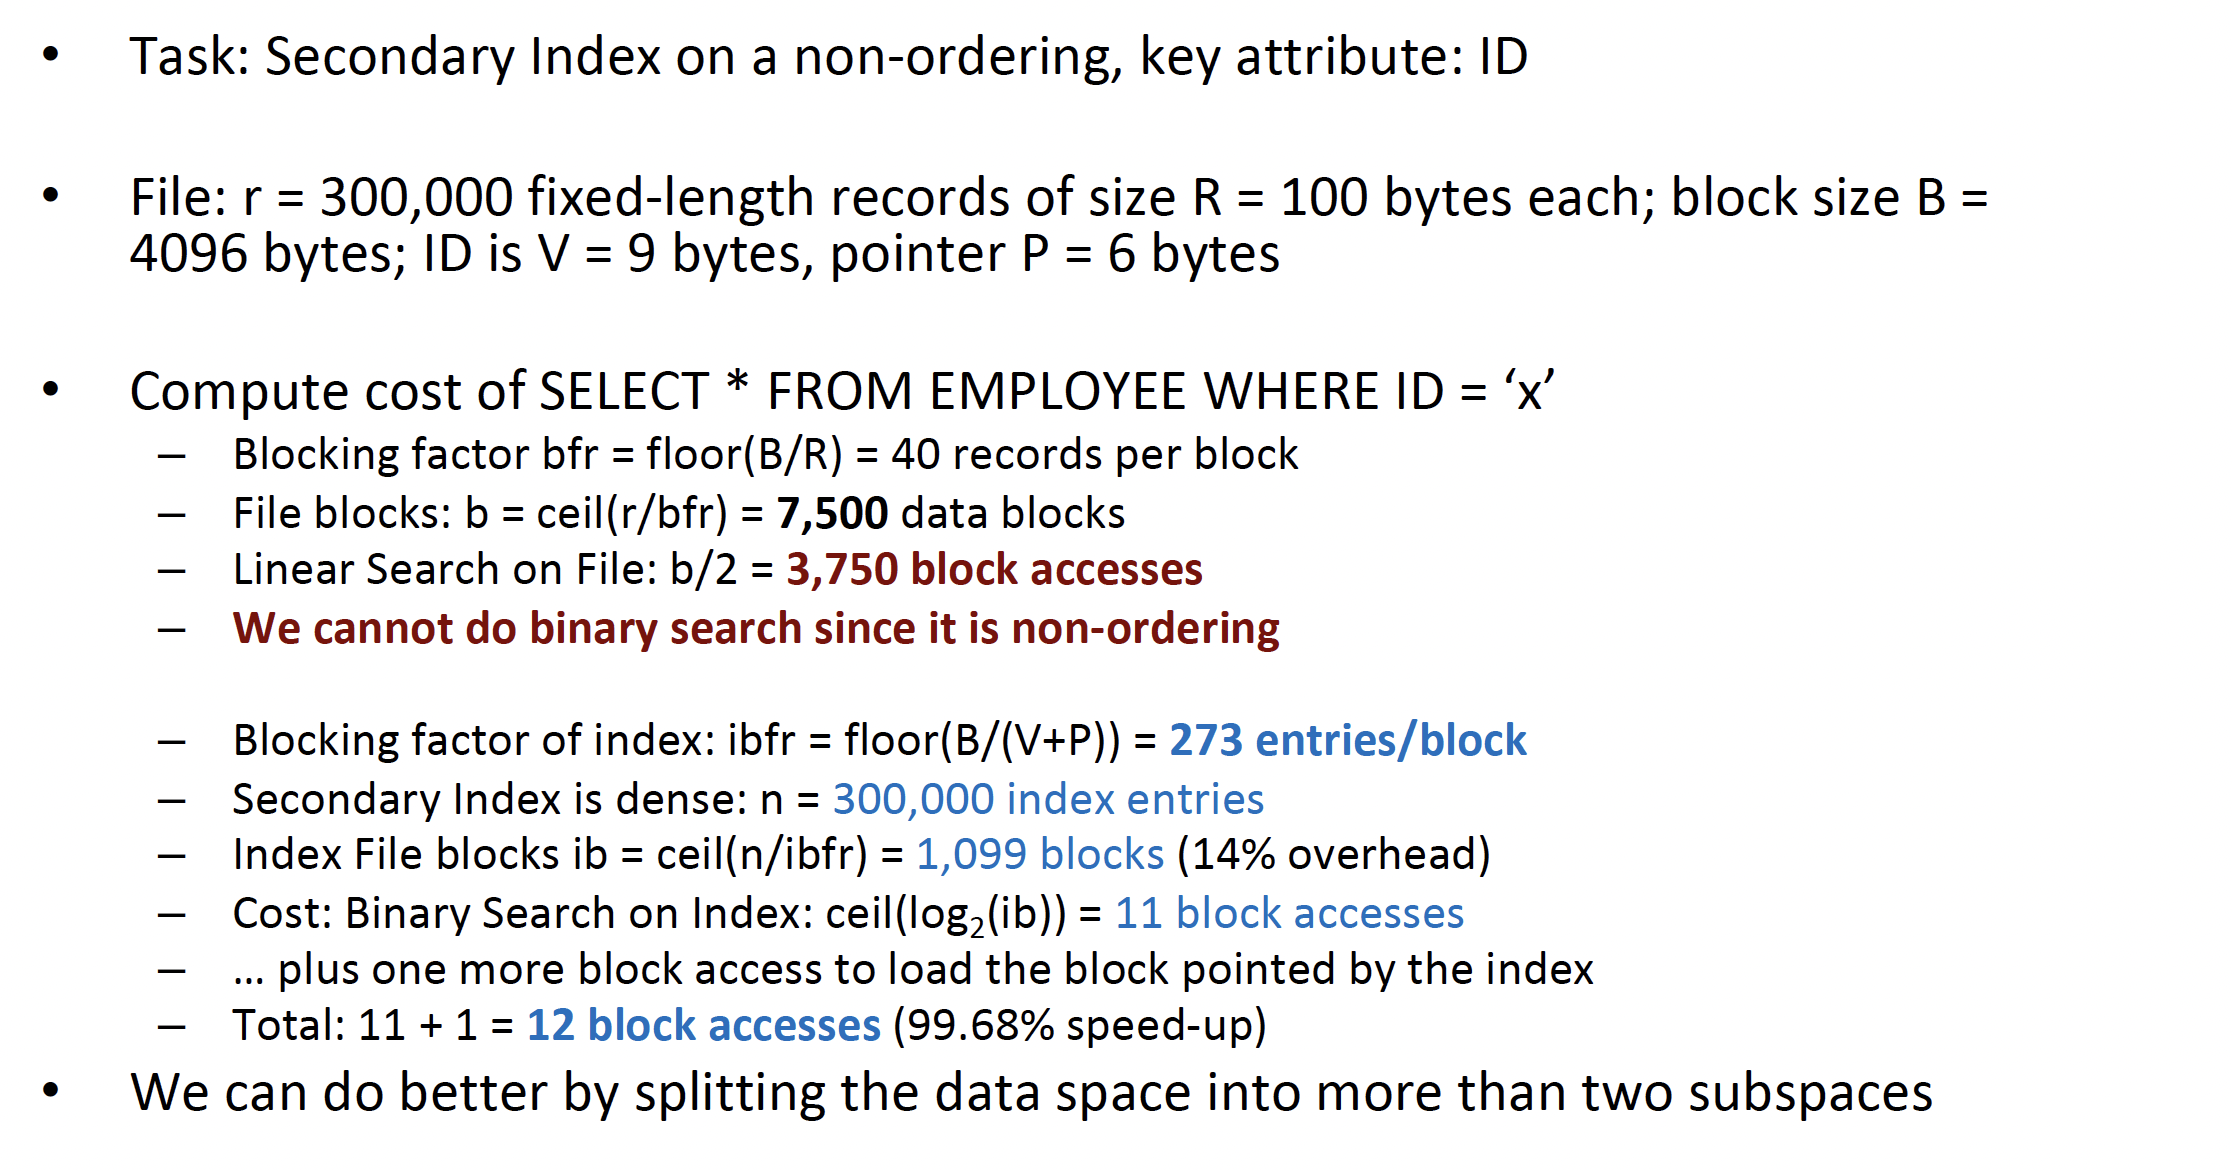 • Task: Secondary Index on a non-ordering, key attribute: ID
• File: r = 300,000 fixed-length records of size R = 100 bytes each; block size B =
4096 bytes; ID is V = 9 bytes, pointer P = 6 bytes
• Compute cost of SELECT * FROM EMPLOYEE WHERE ID = ‘x’
– Blocking factor bfr = floor(B/R) = 40 records per block
– File blocks: b = ceil(r/bfr) = 7,500 data blocks
– Linear Search on File: b/2 = 3,750 block accesses
– We cannot do binary search since it is non-ordering
– Blocking factor of index: ibfr = floor(B/(V+P)) = 273 entries/block
– Secondary Index is dense: n = 300,000 index entries
– Index File blocks ib = ceil(n/ibfr) = 1,099 blocks (14% overhead)
– Cost: Binary Search on Index: ceil(log₂(ib)) = 11 block accesses
– ... plus one more block access to load the block pointed by the index
– Total: 11 + 1 = 12 block accesses (99.68% speed-up)
• We can do better by splitting the data space into more than two subspaces